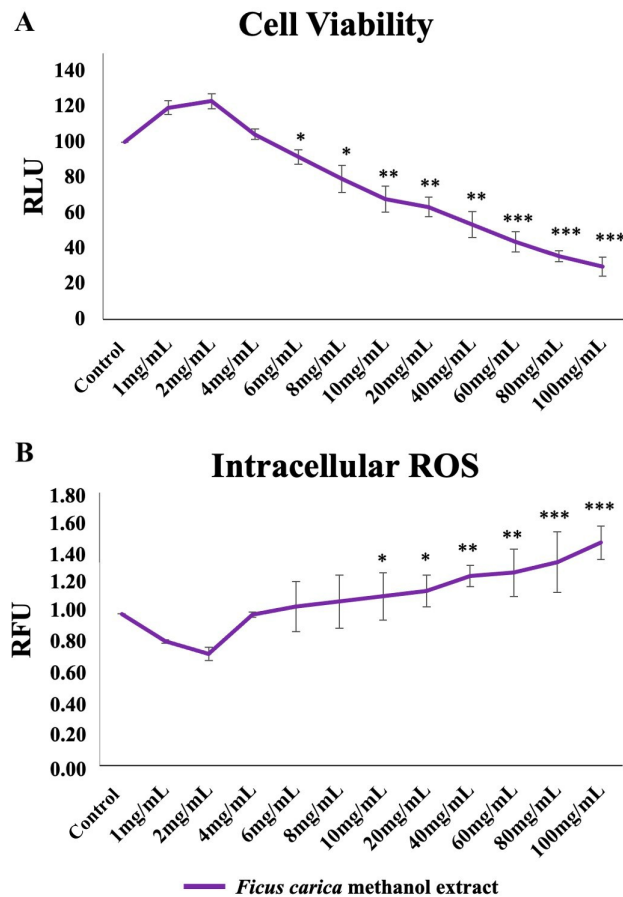 A
Cell Viability
140
120
100
80
60
40
20
0
RLU
* * ** ** ** *** *** ***
Control 1mg/mL 2mg/mL 4mg/mL 6mg/mL 8mg/mL 10mg/mL 20mg/mL 40mg/mL 60mg/mL 80mg/mL 100mg/mL
B
Intracellular ROS
1.80
1.60
1.40
1.20
1.00
0.80
0.60
0.40
0.20
0.00
RFU
* * ** ** *** ***
Control 1mg/mL 2mg/mL 4mg/mL 6mg/mL 8mg/mL 10mg/mL 20mg/mL 40mg/mL 60mg/mL 80mg/mL 100mg/mL
Ficus carica methanol extract